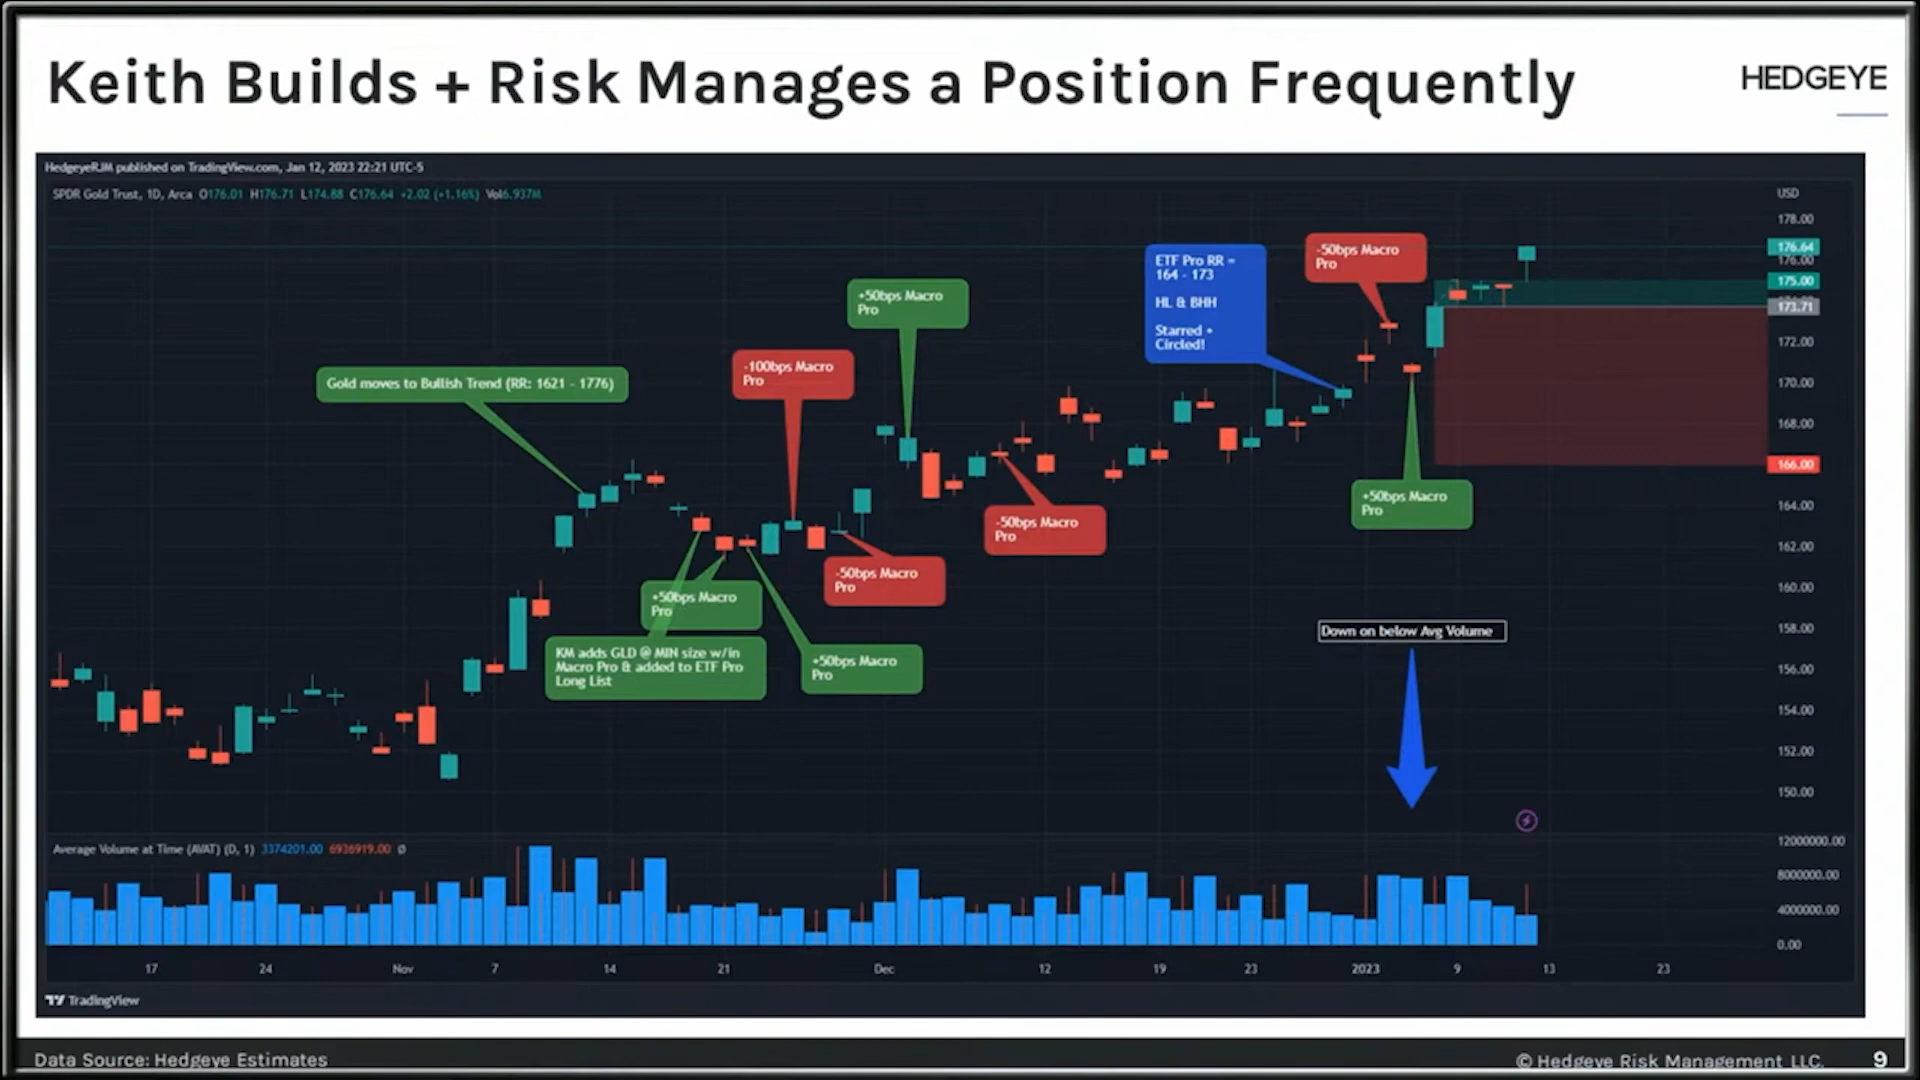 Keith Builds + Risk Manages a Position Frequently
HEDGEYE
HedgeyeRJM published on TradingView.com, Jan 12, 2023 22:21 UTC-5
SPDR Gold Trust, 1D, Arca O176.01 H176.71 L174.88 C176.64 +2.02 (+1.16%) Vol6.937M
USD
178.00
176.64
176.00
175.00
173.71
172.00
170.00
168.00
166.00
164.00
162.00
160.00
158.00
156.00
154.00
152.00
150.00
ETF Pro RR =
164 - 173
HL & BHH
Starred +
Circled!
-50bps Macro
Pro
+50bps Macro
Pro
-100bps Macro
Pro
Gold moves to Bullish Trend (RR: 1621 - 1776)
+50bps Macro
Pro
-50bps Macro
Pro
-50bps Macro
Pro
+50bps Macro
Pro
KM adds GLD @ MIN size w/in
Macro Pro & added to ETF Pro
Long List
+50bps Macro
Pro
Down on below Avg Volume
Average Volume at Time (AVAT) (D, 1) 3374201.00 6936919.00 Ø
12000000.00
8000000.00
4000000.00
0.00
17 24 Nov 7 14 21 Dec 12 19 23 2023 9 13 23
TradingView
Data Source: Hedgeye Estimates
© Hedgeye Risk Management LLC.
9